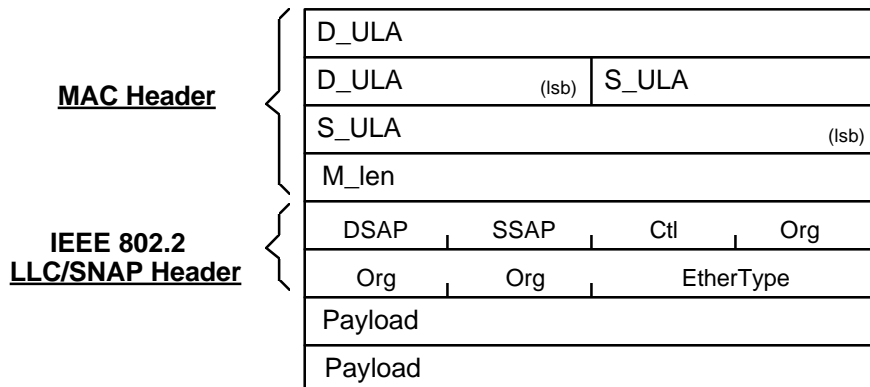 D_ULA
MAC Header
D_ULA (lsb) S_ULA
S_ULA (lsb)
M_len
IEEE 802.2
LLC/SNAP Header
DSAP SSAP Ctl Org
Org Org EtherType
Payload
Payload